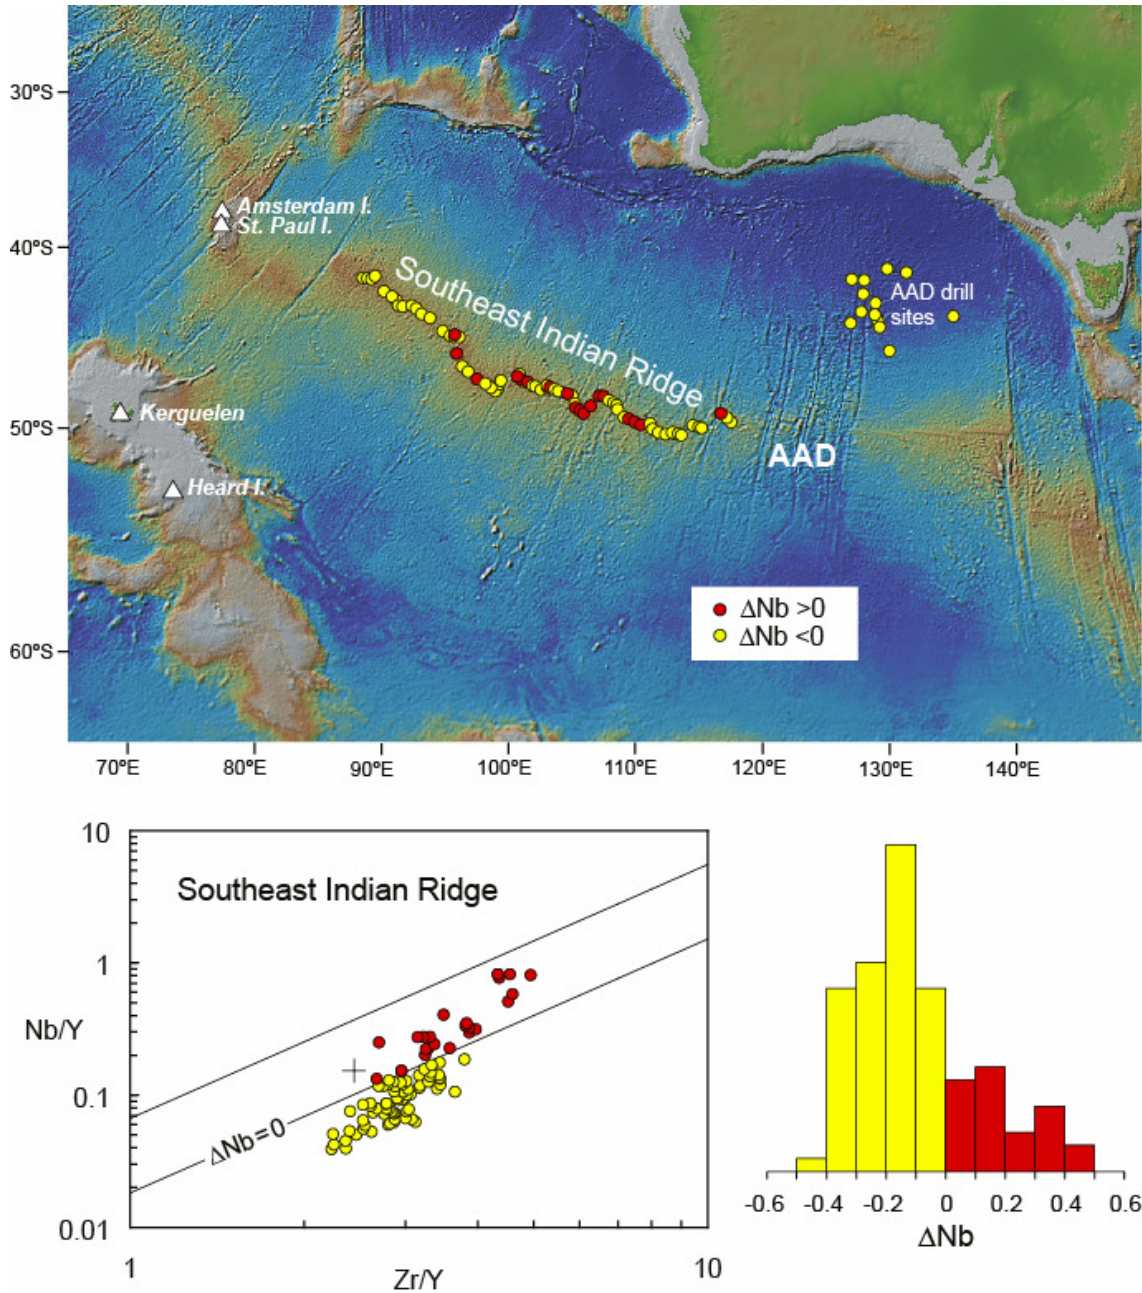 30ºS
Amsterdam I.
St. Paul I.
40ºS
Southeast Indian Ridge
AAD drill
sites
Kerguelen
50ºS
AAD
Heard I.
ΔNb >0
ΔNb <0
60ºS
70ºE 80ºE 90ºE 100ºE 110ºE 120ºE 130ºE 140ºE
10
Southeast Indian Ridge
1
Nb/Y
0.1
ΔNb=0
0.01
1 10
Zr/Y
-0.6 -0.4 -0.2 0 0.2 0.4 0.6
ΔNb